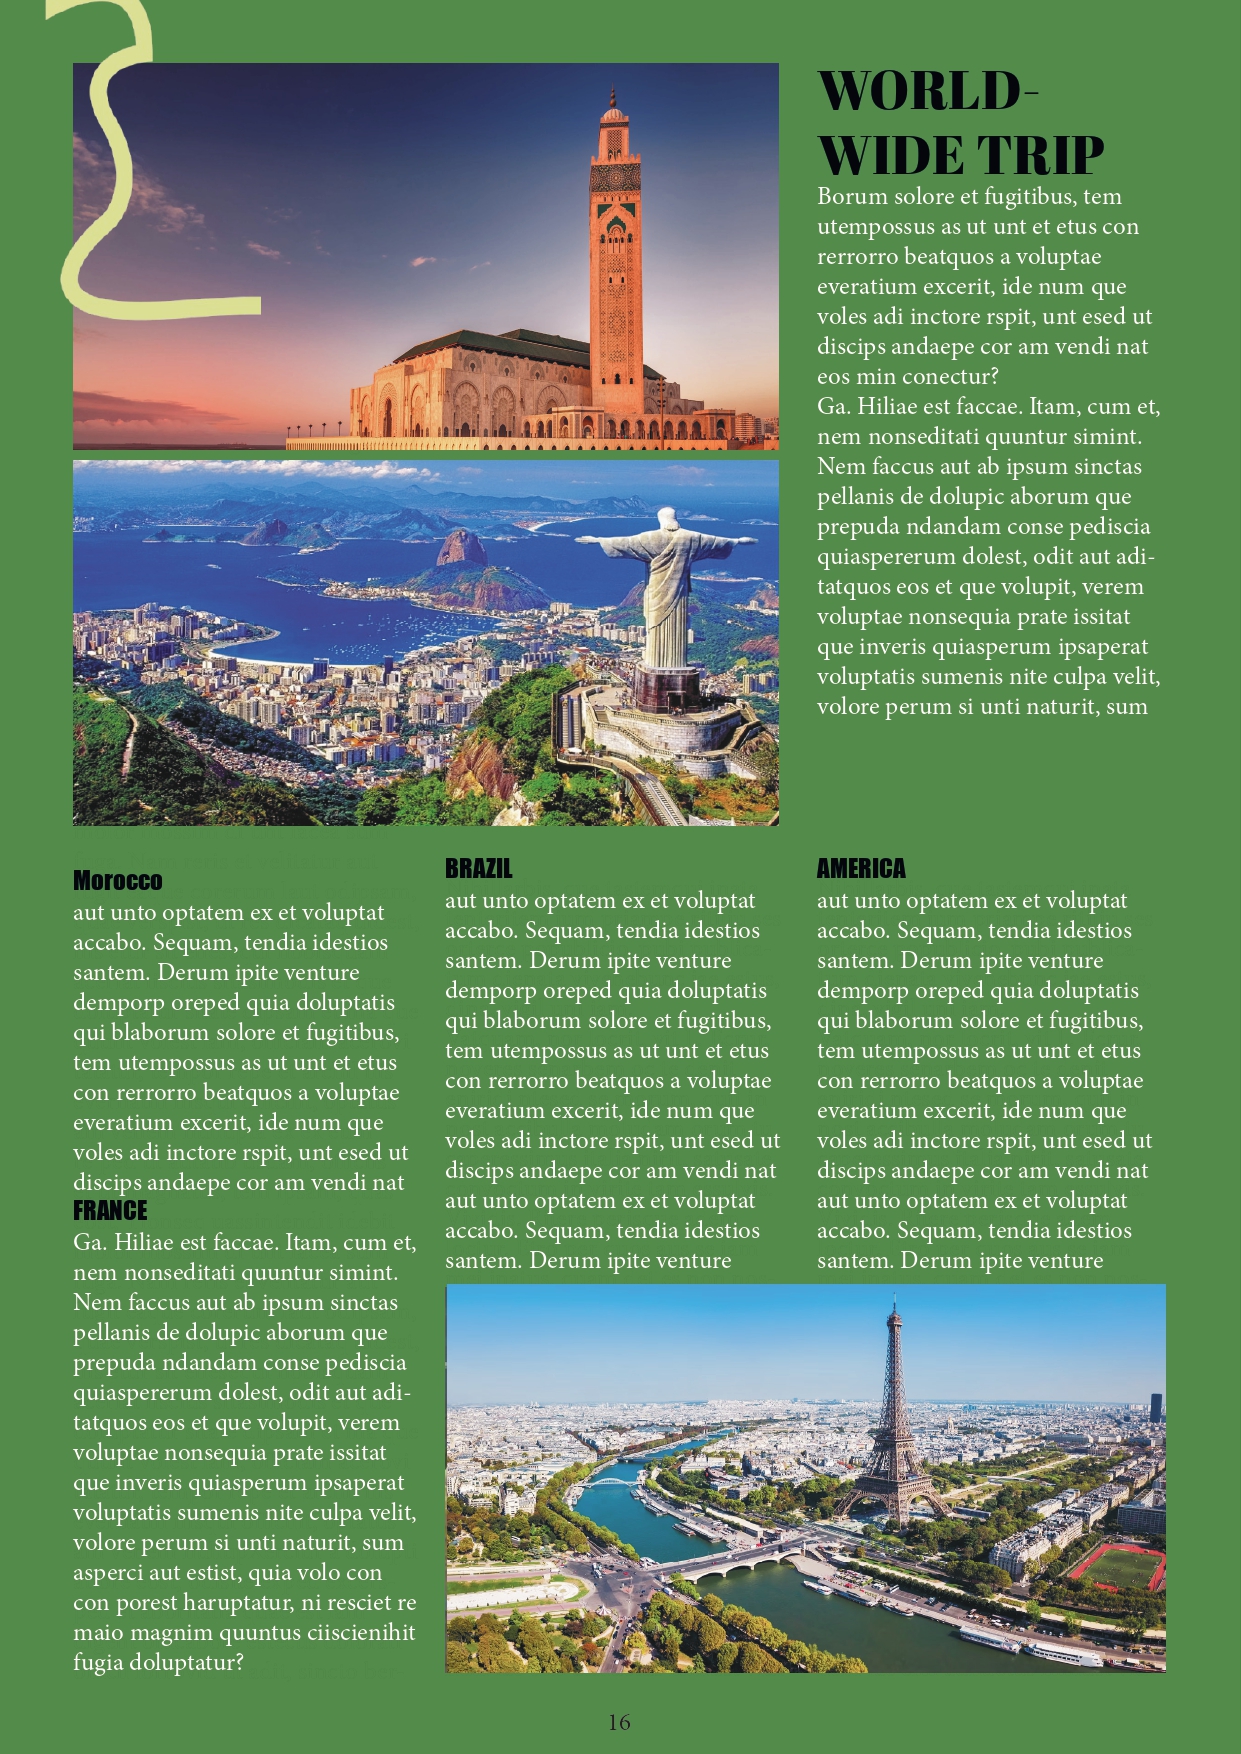 WORLD-
WIDE TRIP
Borum solore et fugitibus, tem
utempossus as ut unt et etus con
rerrorro beatquos a voluptae
everatium excerit, ide num que
voles adi inctore rspit, unt esed ut
discips andaepe cor am vendi nat
eos min conectur?
Ga. Hiliae est faccae. Itam, cum et,
nem nonseditati quuntur simint.
Nem faccus aut ab ipsum sinctas
pellanis de dolupic aborum que
prepuda ndandam conse pediscia
quiaspererum dolest, odit aut adi-
tatquos eos et que volupit, verem
voluptae nonsequia prate issitat
que inveris quiasperum ipsaperat
voluptatis sumenis nite culpa velit,
volore perum si unti naturit, sum
Morocco
aut unto optatem ex et voluptat
accabo. Sequam, tendia idestios
santem. Derum ipite venture
demporp oreped quia doluptatis
qui blaborum solore et fugitibus,
tem utempossus as ut unt et etus
con rerrorro beatquos a voluptae
everatium excerit, ide num que
voles adi inctore rspit, unt esed ut
discips andaepe cor am vendi nat
FRANCE
Ga. Hiliae est faccae. Itam, cum et,
nem nonseditati quuntur simint.
Nem faccus aut ab ipsum sinctas
pellanis de dolupic aborum que
prepuda ndandam conse pediscia
quiaspererum dolest, odit aut adi-
tatquos eos et que volupit, verem
voluptae nonsequia prate issitat
que inveris quiasperum ipsaperat
voluptatis sumenis nite culpa velit,
volore perum si unti naturit, sum
asperci aut estist, quia volo con
con porest haruptatur, ni resciet re
maio magnim quuntus ciiscienihit
fugia doluptatur?
BRAZIL
aut unto optatem ex et voluptat
accabo. Sequam, tendia idestios
santem. Derum ipite venture
demporp oreped quia doluptatis
qui blaborum solore et fugitibus,
tem utempossus as ut unt et etus
con rerrorro beatquos a voluptae
everatium excerit, ide num que
voles adi inctore rspit, unt esed ut
discips andaepe cor am vendi nat
aut unto optatem ex et voluptat
accabo. Sequam, tendia idestios
santem. Derum ipite venture
AMERICA
aut unto optatem ex et voluptat
accabo. Sequam, tendia idestios
santem. Derum ipite venture
demporp oreped quia doluptatis
qui blaborum solore et fugitibus,
tem utempossus as ut unt et etus
con rerrorro beatquos a voluptae
everatium excerit, ide num que
voles adi inctore rspit, unt esed ut
discips andaepe cor am vendi nat
aut unto optatem ex et voluptat
accabo. Sequam, tendia idestios
santem. Derum ipite venture
16